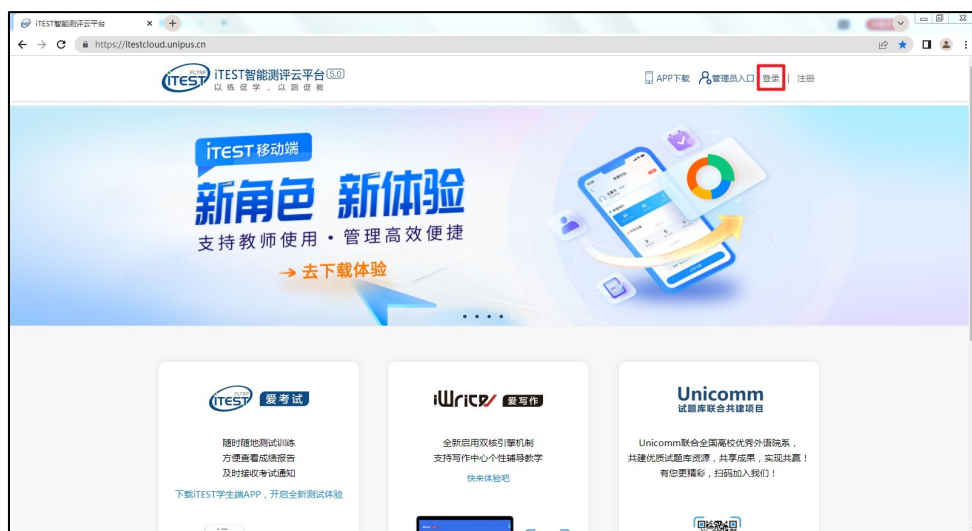 iTEST智能测评云平台
https://itestcloud.unipus.cn
FLTRP
iTEST
iTEST智能测评云平台 5.0
以练促学，以测促教
APP下载 管理员入口 登录 | 注册
iTEST 移动端
新角色 新体验
支持教师使用·管理高效便捷
→ 去下载体验
FLTRP
iTEST 爱考试
随时随地测试训练
方便查看成绩报告
及时接收考试通知
下载iTEST学生端APP，开启全新测试体验
iWrite 爱写作
全新启用双核引擎机制
支持写作中心个性辅导教学
快来体验吧
Unicomm
试题库联合共建项目
Unicomm联合全国高校优秀外语院系，
共建优质试题库资源，共享成果，实现共赢！
有您更精彩，扫码加入我们！